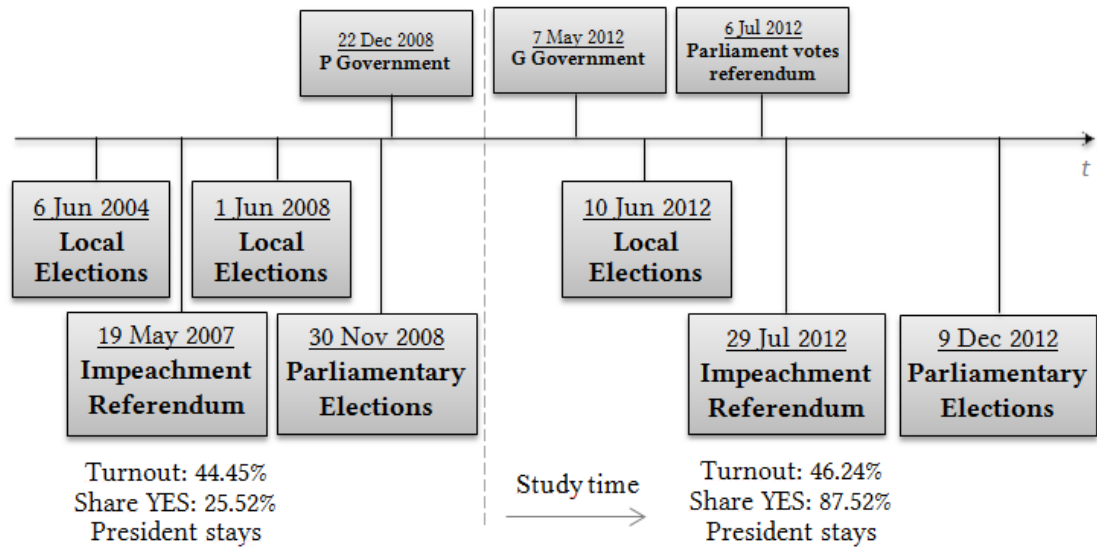 22 Dec 2008
P Government
7 May 2012
G Government
6 Jul 2012
Parliament votes
referendum
t
6 Jun 2004
Local
Elections
1 Jun 2008
Local
Elections
10 Jun 2012
Local
Elections
19 May 2007
Impeachment
Referendum
30 Nov 2008
Parliamentary
Elections
29 Jul 2012
Impeachment
Referendum
9 Dec 2012
Parliamentary
Elections
Turnout: 44.45%
Share YES: 25.52%
President stays
Study time
Turnout: 46.24%
Share YES: 87.52%
President stays